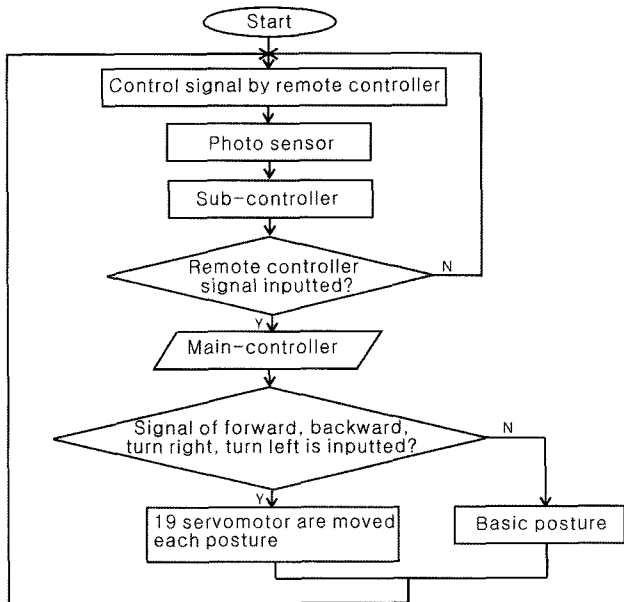 Start
Control signal by remote controller
Photo sensor
Sub-controller
Remote controller
signal inputted?
N
Y
Main-controller
Signal of forward, backward,
turn right, turn left is inputted?
N
Y
19 servomotor are moved
each posture
Basic posture